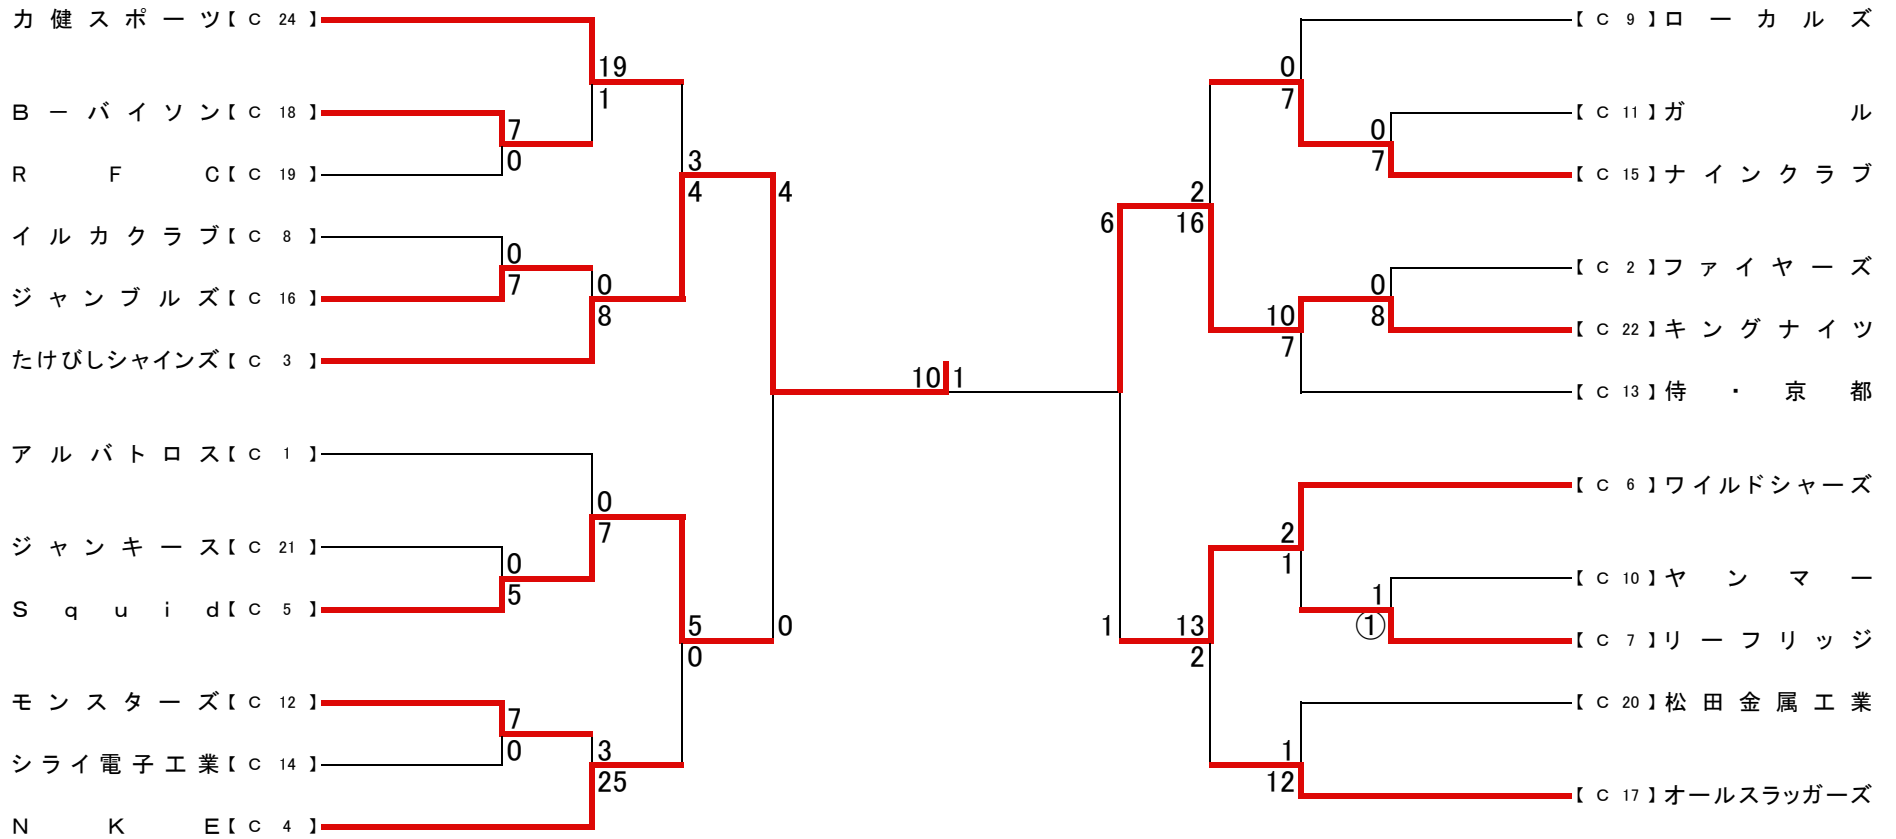 力健スポーツ【 C 24 】
19
1
Bーバイソン【 C 18 】
7
0
RFC【 C 19 】
3
4
4
イルカクラブ【 C 8 】
0
7
ジャンブルズ【 C 16 】
0
8
たけびしシャインズ【 C 3 】
10 1
アルバトロス【 C 1 】
0
7
ジャンキース【 C 21 】
0
5
Squid【 C 5 】
5
0
0
モンスターズ【 C 12 】
7
0
シライ電子工業【 C 14 】
3
25
NKE【 C 4 】
【 C 9 】ローカルズ
0
7
【 C 11 】ガル
0
7
【 C 15 】ナインクラブ
2
16
6
【 C 2 】ファイヤーズ
0
8
【 C 22 】キングナイツ
10
7
【 C 13 】侍・京都
【 C 6 】ワイルドシャーズ
2
1
【 C 10 】ヤンマー
1
①
【 C 7 】リーフリッジ
1
13
2
【 C 20 】松田金属工業
1
12
【 C 17 】オールスラッガーズ